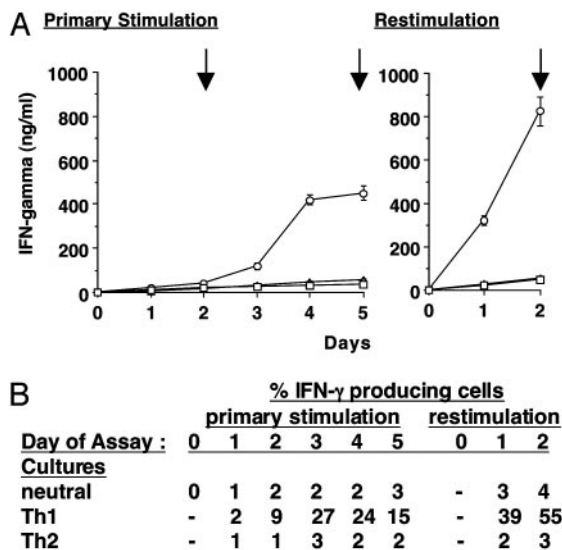 A
Primary Stimulation Restimulation
IFN-gamma (ng/ml)
1000 1000
800 800
600 600
400 400
200 200
0 0
0 1 2 3 4 5 0 1 2
Days
B
% IFN-γ producing cells
primary stimulation restimulation
Day of Assay : 0 1 2 3 4 5 0 1 2
Cultures
neutral 0 1 2 2 2 3 - 3 4
Th1 - 2 9 27 24 15 - 39 55
Th2 - 1 1 3 2 2 - 2 3